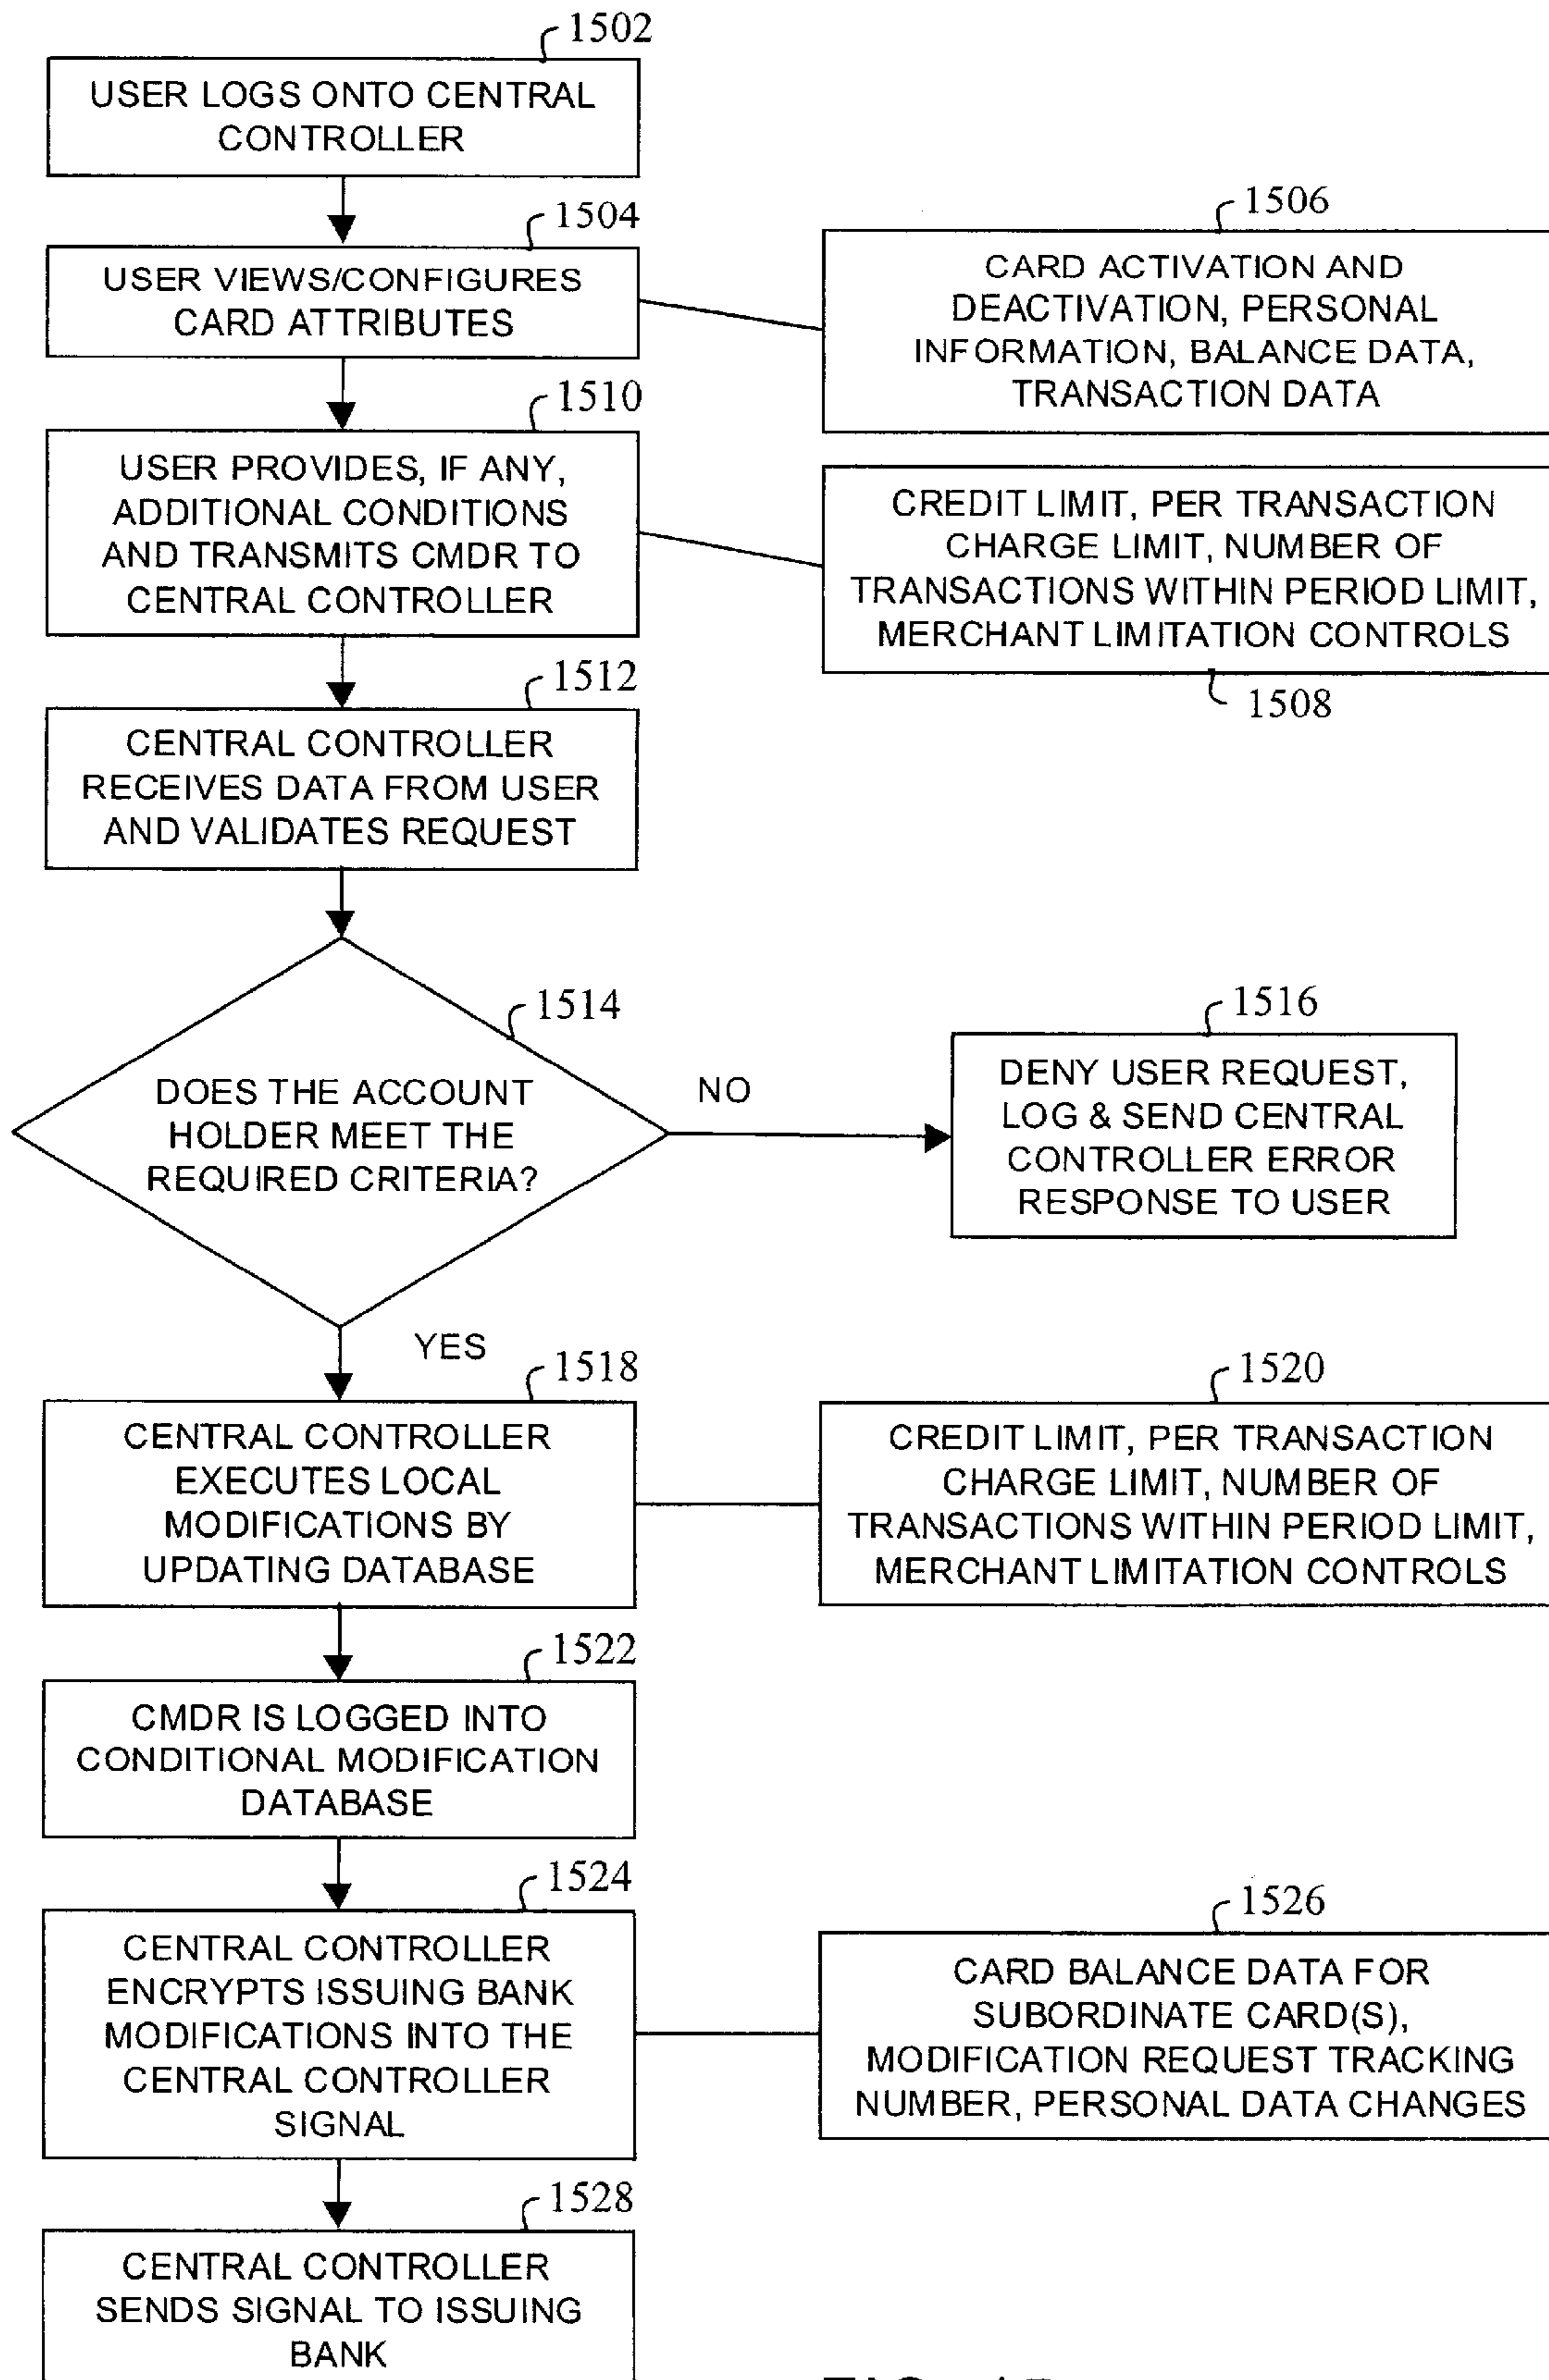 1502
USER LOGS ONTO CENTRAL
CONTROLLER
1504
USER VIEWS/CONFIGURES
CARD ATTRIBUTES
1506
CARD ACTIVATION AND
DEACTIVATION, PERSONAL
INFORMATION, BALANCE DATA,
TRANSACTION DATA
1510
USER PROVIDES, IF ANY,
ADDITIONAL CONDITIONS
AND TRANSMITS CMDR TO
CENTRAL CONTROLLER
CREDIT LIMIT, PER TRANSACTION
CHARGE LIMIT, NUMBER OF
TRANSACTIONS WITHIN PERIOD LIMIT,
MERCHANT LIMITATION CONTROLS
1508
1512
CENTRAL CONTROLLER
RECEIVES DATA FROM USER
AND VALIDATES REQUEST
1514
DOES THE ACCOUNT
HOLDER MEET THE
REQUIRED CRITERIA?
NO
1516
DENY USER REQUEST,
LOG & SEND CENTRAL
CONTROLLER ERROR
RESPONSE TO USER
YES
1518
CENTRAL CONTROLLER
EXECUTES LOCAL
MODIFICATIONS BY
UPDATING DATABASE
1520
CREDIT LIMIT, PER TRANSACTION
CHARGE LIMIT, NUMBER OF
TRANSACTIONS WITHIN PERIOD LIMIT,
MERCHANT LIMITATION CONTROLS
1522
CMDR IS LOGGED INTO
CONDITIONAL MODIFICATION
DATABASE
1524
CENTRAL CONTROLLER
ENCRYPTS ISSUING BANK
MODIFICATIONS INTO THE
CENTRAL CONTROLLER
SIGNAL
1526
CARD BALANCE DATA FOR
SUBORDINATE CARD(S),
MODIFICATION REQUEST TRACKING
NUMBER, PERSONAL DATA CHANGES
1528
CENTRAL CONTROLLER
SENDS SIGNAL TO ISSUING
BANK